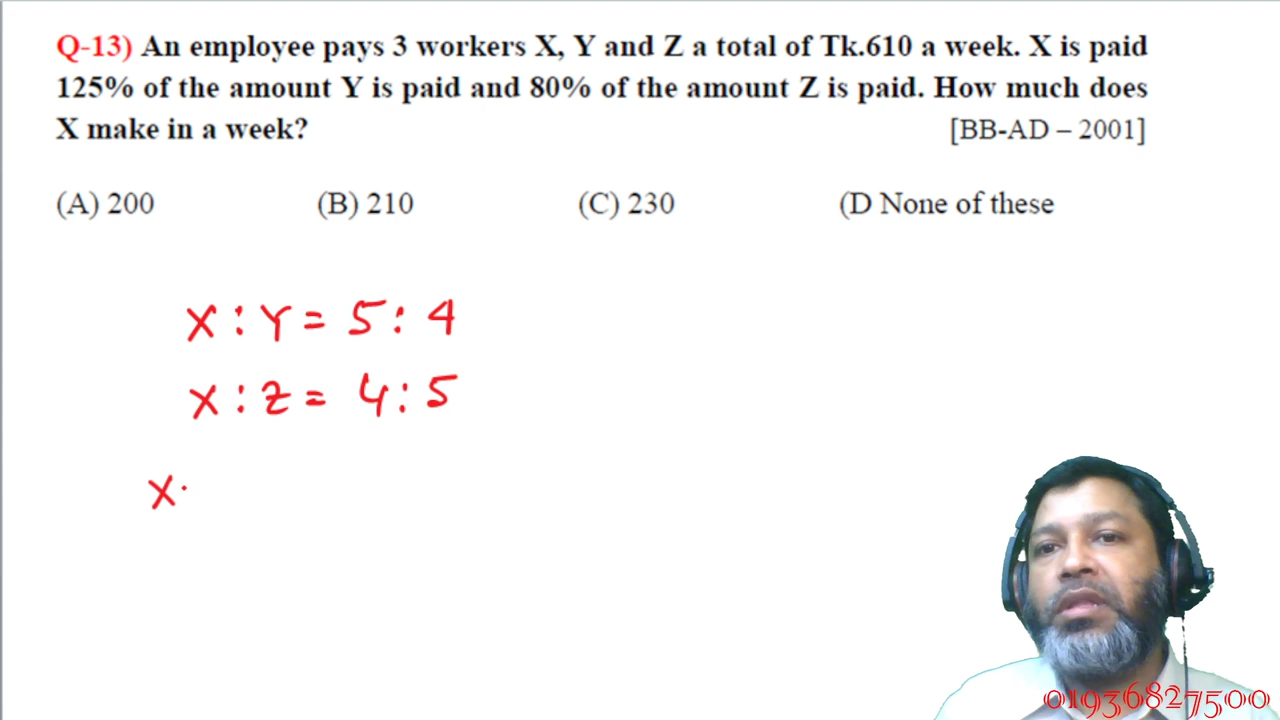 Q-13) An employee pays 3 workers X, Y and Z a total of Tk.610 a week. X is paid
125% of the amount Y is paid and 80% of the amount Z is paid. How much does
X make in a week? [BB-AD – 2001]
(A) 200 (B) 210 (C) 230 (D None of these
X : Y = 5 : 4
X : Z = 4 : 5
X.
01936827500